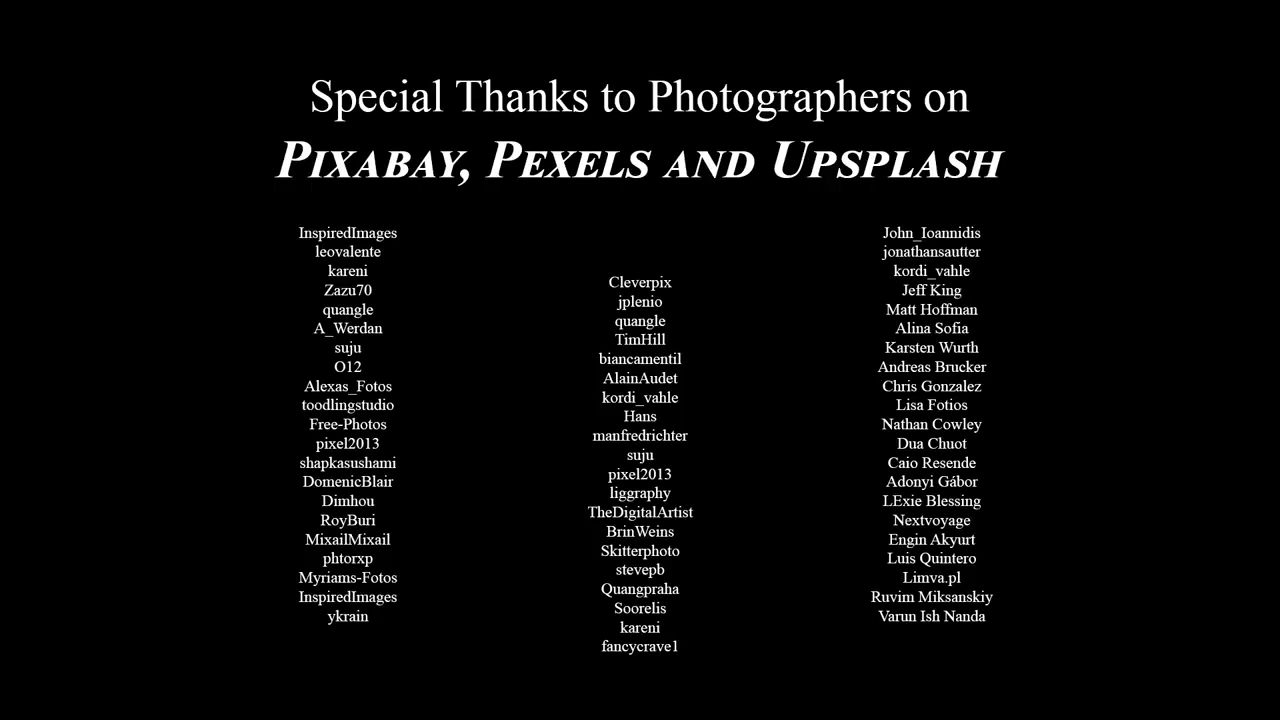 Special Thanks to Photographers on
PIXABAY, PEXELS AND UPSPLASH
InspiredImages
leovalente
kareni
Zazu70
quangle
A_Werdan
suju
O12
Alexas_Fotos
toodlingstudio
Free-Photos
pixel2013
shapkasushami
DomenicBlair
Dimhou
RoyBuri
MixailMixail
phtorxp
Myriams-Fotos
InspiredImages
ykrain
Cleverpix
jplenio
quangle
TimHill
biancamentil
AlainAudet
kordi_vahle
Hans
manfredrichter
suju
pixel2013
liggraphy
TheDigitalArtist
BrinWeins
Skitterphoto
stevepb
Quangpraha
Soorelis
kareni
fancycrave1
John_Ioannidis
jonathansautter
kordi_vahle
Jeff King
Matt Hoffman
Alina Sofia
Karsten Wurth
Andreas Brucker
Chris Gonzalez
Lisa Fotios
Nathan Cowley
Dua Chuot
Caio Resende
Adonyi Gábor
LExie Blessing
Nextvoyage
Engin Akyurt
Luis Quintero
Limva.pl
Ruvim Miksanskiy
Varun Ish Nanda